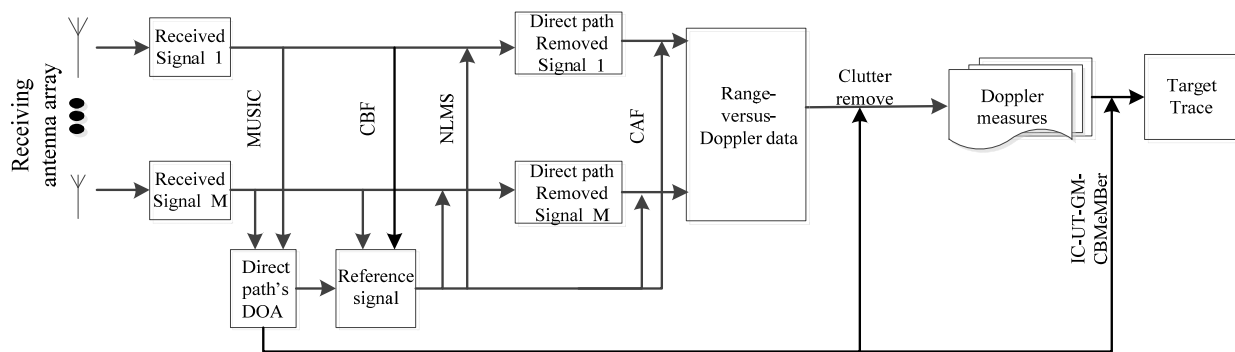 Receiving
antenna array
Received
Signal 1
Received
Signal M
MUSIC
CBF
NLMS
Direct path's
DOA
Reference
signal
Direct path
Removed
Signal 1
Direct path
Removed
Signal M
CAF
Range-
versus-
Doppler data
Clutter
remove
Doppler
measures
IC-UT-GM-
CBMeMBer
Target
Trace